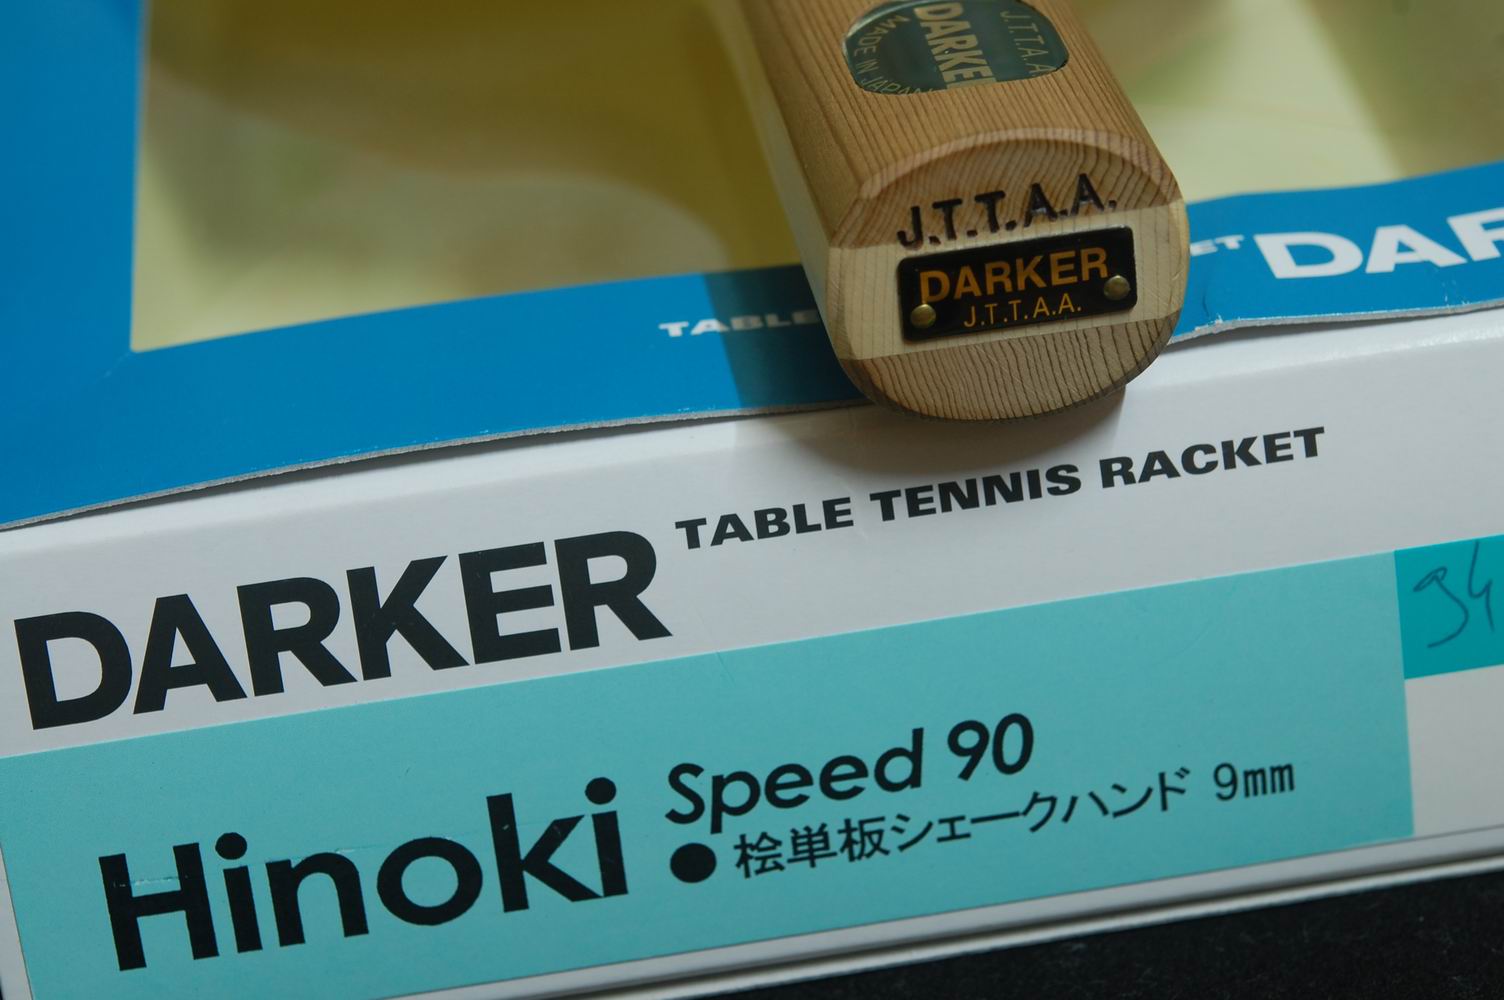 J.T.T.A.A
DARKER
MADE IN JAPAN
J.T.T.A.A.
DARKER
J.T.T.A.A.
TABLE
DAR
TABLE TENNIS RACKET
DARKER
94
Speed 90
Hinoki
●桧単板シェークハンド 9mm